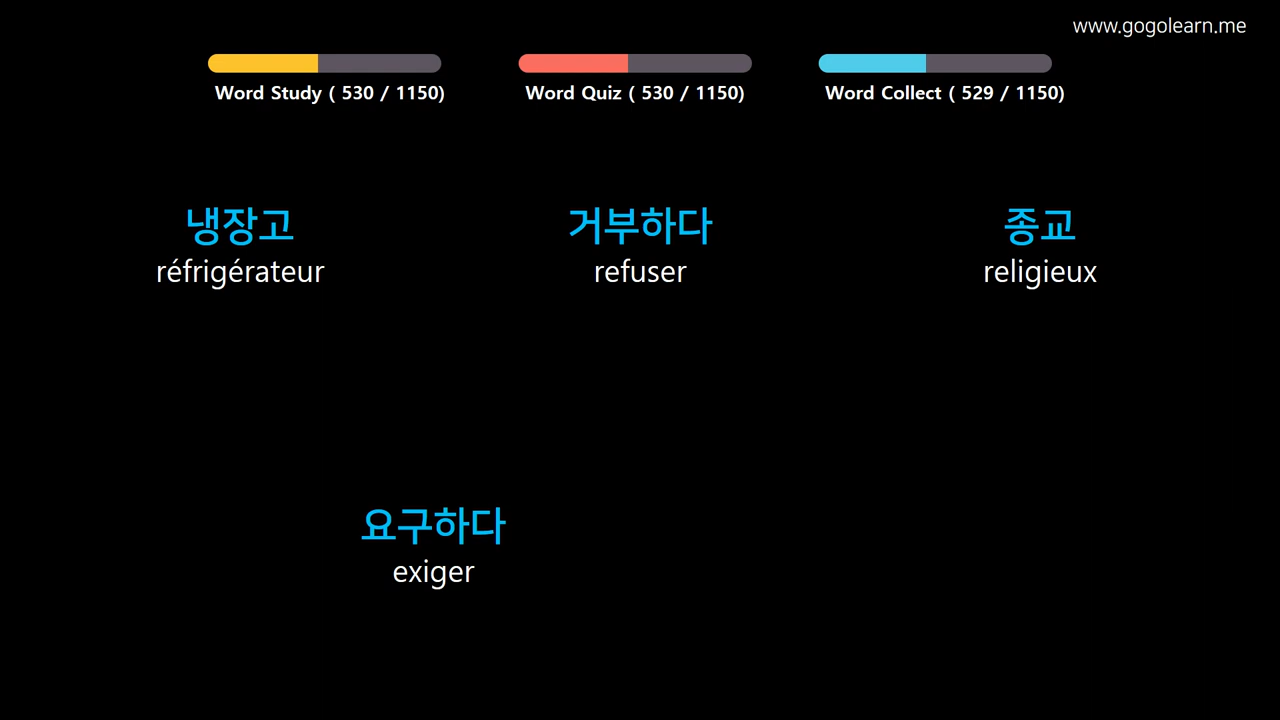 www.gogolearn.me
Word Study ( 530 / 1150)
Word Quiz ( 530 / 1150)
Word Collect ( 529 / 1150)
냉장고
réfrigérateur
거부하다
refuser
종교
religieux
요구하다
exiger